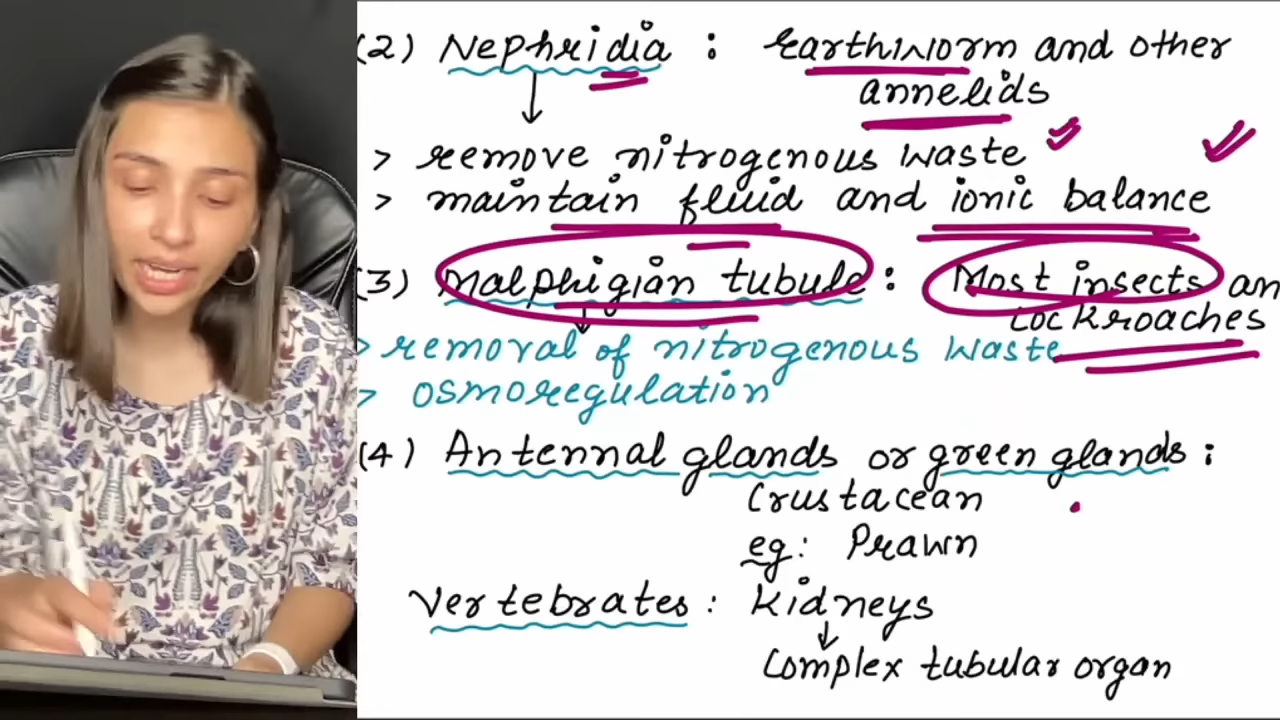 (2) Nephridia : Earthworm and other
annelids
> remove nitrogenous waste
> maintain fluid and ionic balance
(3) Malphigian tubule : Most insects an
cockroaches
> removal of nitrogenous waste
> osmoregulation
(4) Antennal glands or green glands :
Crustacean
eg : Prawn
Vertebrates : Kidneys
Complex tubular organ